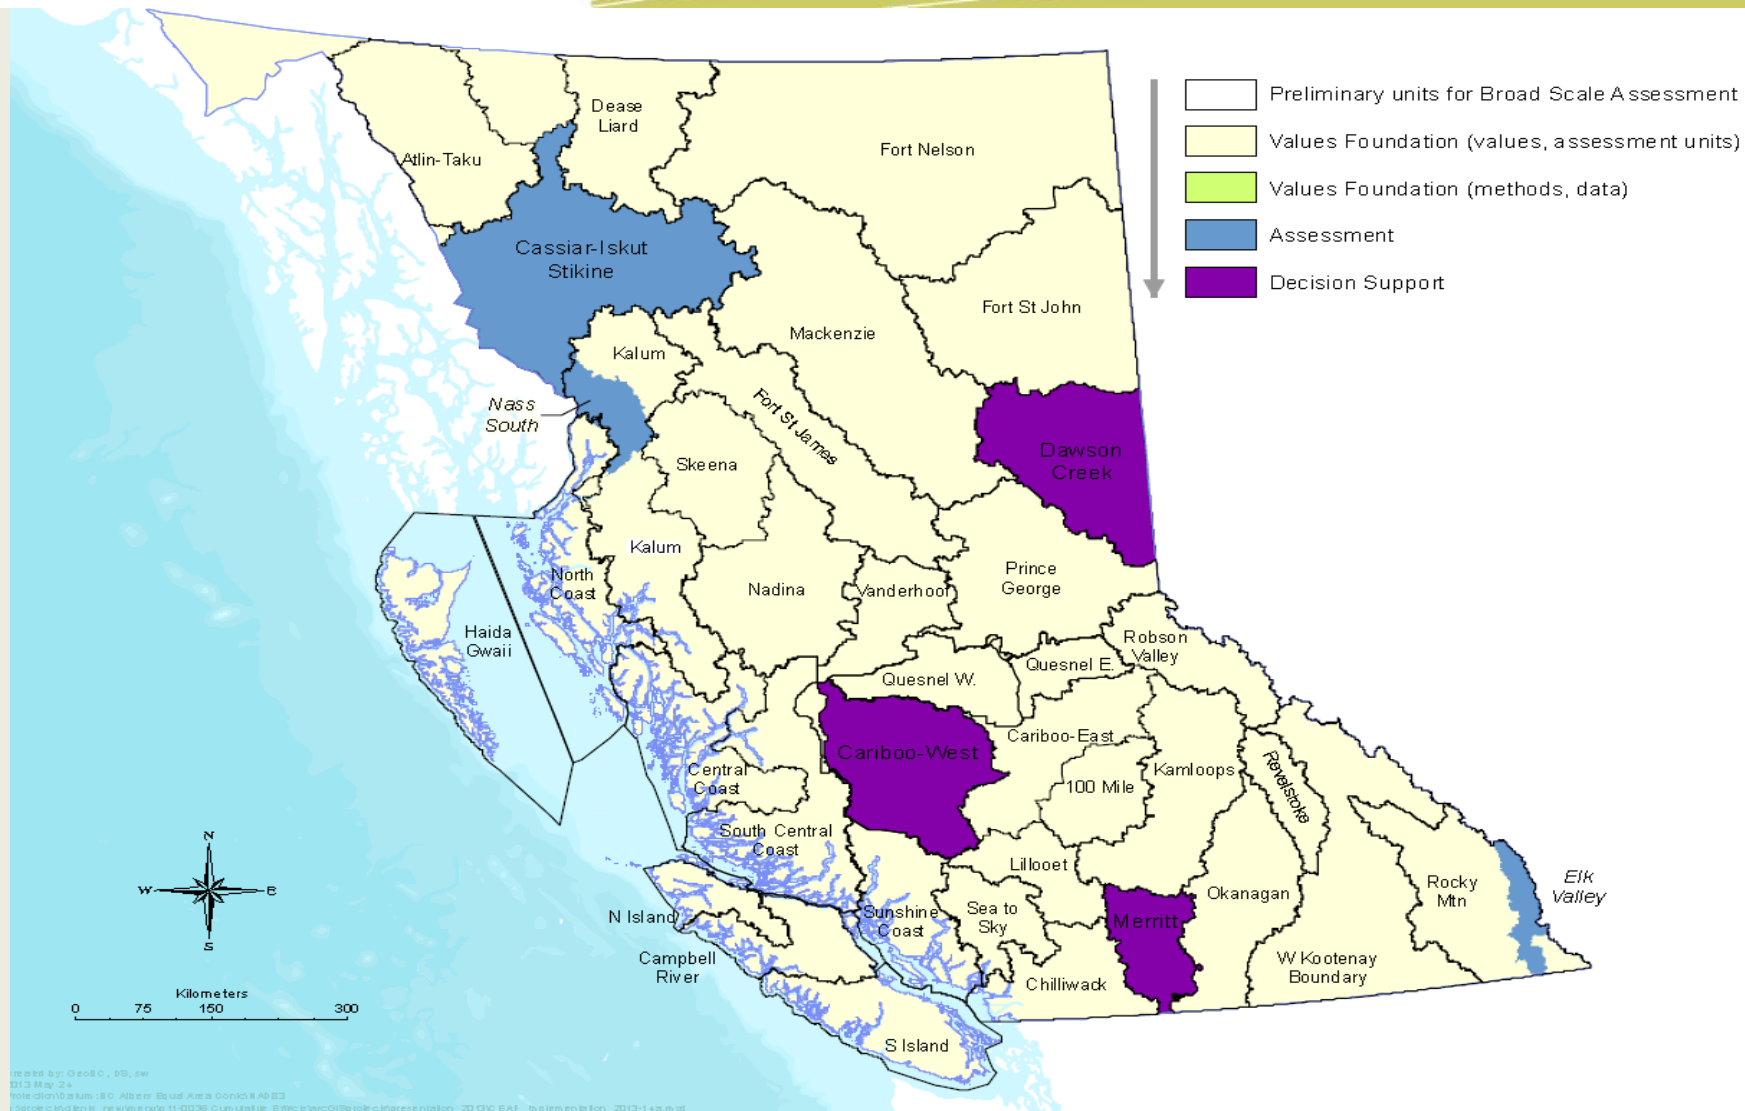 Preliminary units for Broad Scale Assessment
Values Foundation (values, assessment units)
Values Foundation (methods, data)
Assessment
Decision Support
Dease
Liard
Atlin-Taku
Fort Nelson
Cassiar-Iskut
Stikine
Fort St John
Mackenzie
Kalum
Nass
South
Fort St James
Dawson
Creek
Skeena
Kalum
North
Coast
Nadina
Vanderhoof
Prince
George
Haida
Gwaii
Robson
Valley
Quesnel E.
Quesnel W.
Cariboo-East
Cariboo-West
Central
Coast
100 Mile
Kamloops
Revelstoke
South Central
Coast
Lillooet
Elk
Valley
Rocky
Mtn
Okanagan
N Island
Sunshine
Coast
Sea to
Sky
Merritt
Campbell
River
Chilliwack
W Kootenay
Boundary
S Island
N
W
E
S
Kilometers
0 75 150 300
2013 May 24